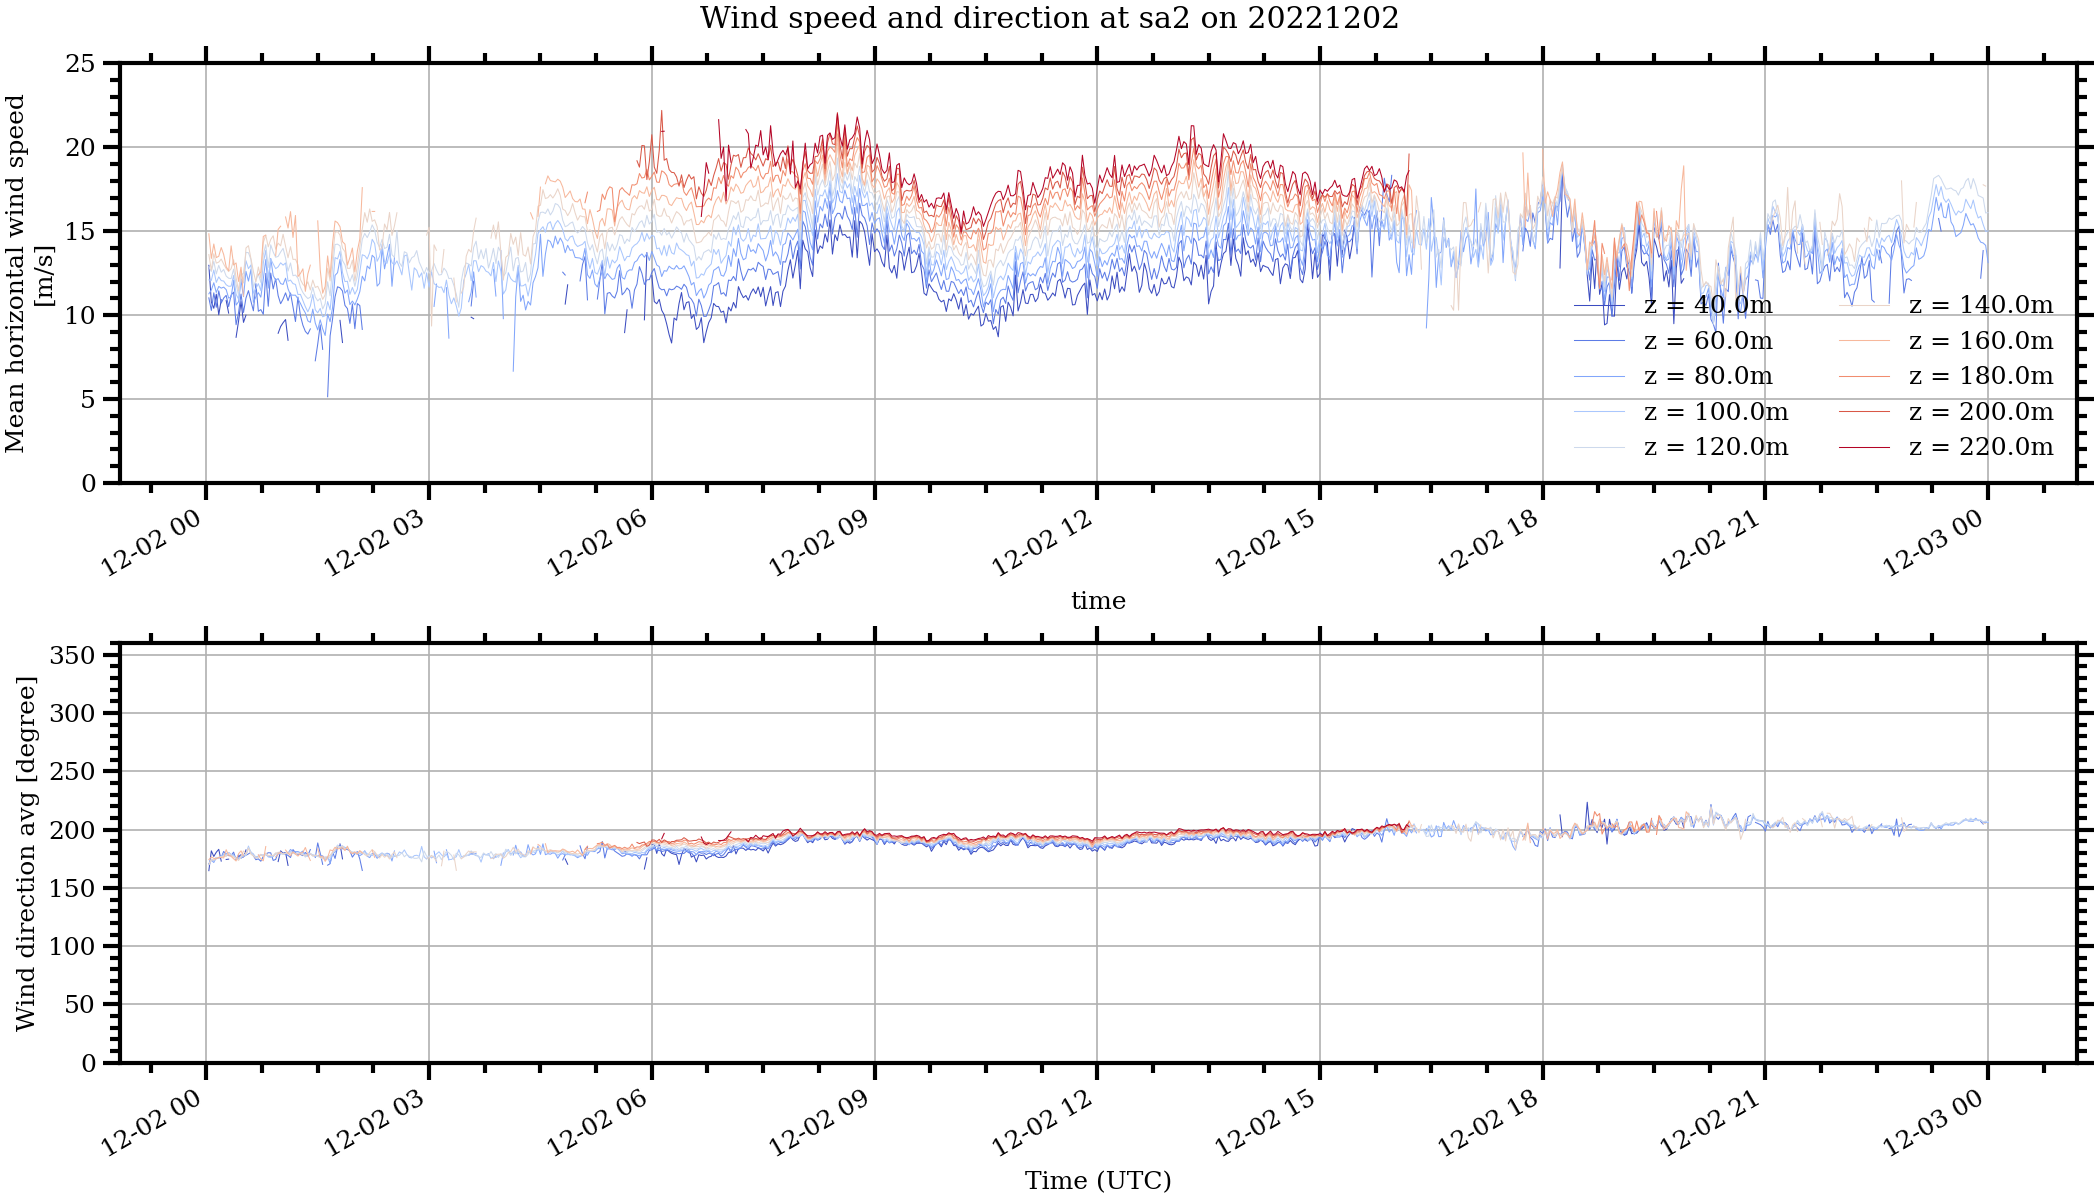 Wind speed and direction at sa2 on 20221202
Mean horizontal wind speed
[m/s]
25
20
15
10
5
0
z = 40.0m
z = 60.0m
z = 80.0m
z = 100.0m
z = 120.0m
z = 140.0m
z = 160.0m
z = 180.0m
z = 200.0m
z = 220.0m
12-02 00
12-02 03
12-02 06
12-02 09
12-02 12
12-02 15
12-02 18
12-02 21
12-03 00
time
Wind direction avg [degree]
350
300
250
200
150
100
50
0
12-02 00
12-02 03
12-02 06
12-02 09
12-02 12
12-02 15
12-02 18
12-02 21
12-03 00
Time (UTC)